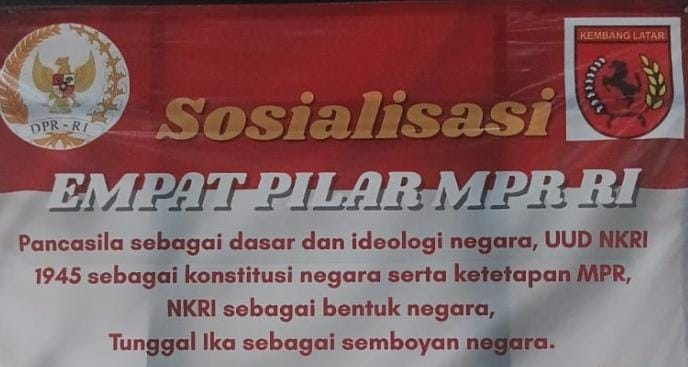 DPR - RI
KEMBANG LATAR
Sosialisasi
EMPAT PILAR MPR RI
Pancasila sebagai dasar dan ideologi negara, UUD NKRI
1945 sebagai konstitusi negara serta ketetapan MPR,
NKRI sebagai bentuk negara,
Tunggal Ika sebagai semboyan negara.